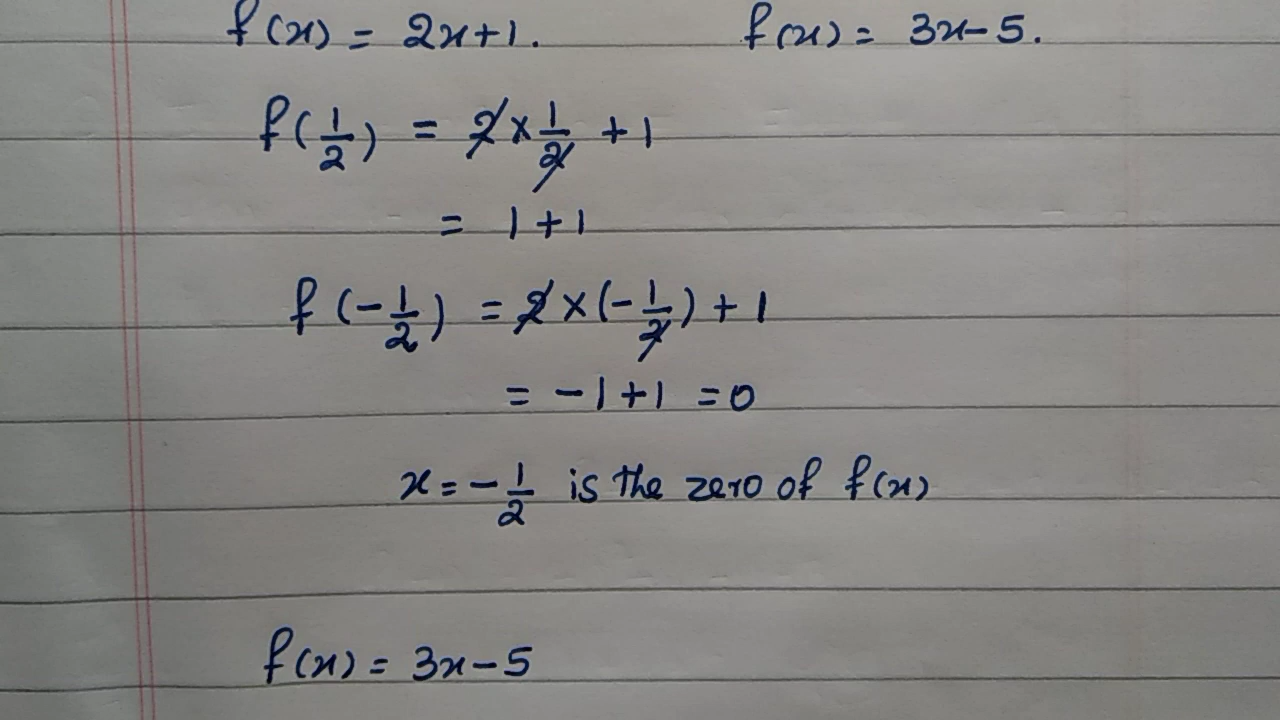 f(x) = 2x+1. f(x) = 3x-5.
f(1/2) = 2×1/2 + 1
= 1+1
f(-1/2) = 2×(-1/2) + 1
= -1+1 =0
x=-1/2 is the zero of f(x)
f(x) = 3x-5